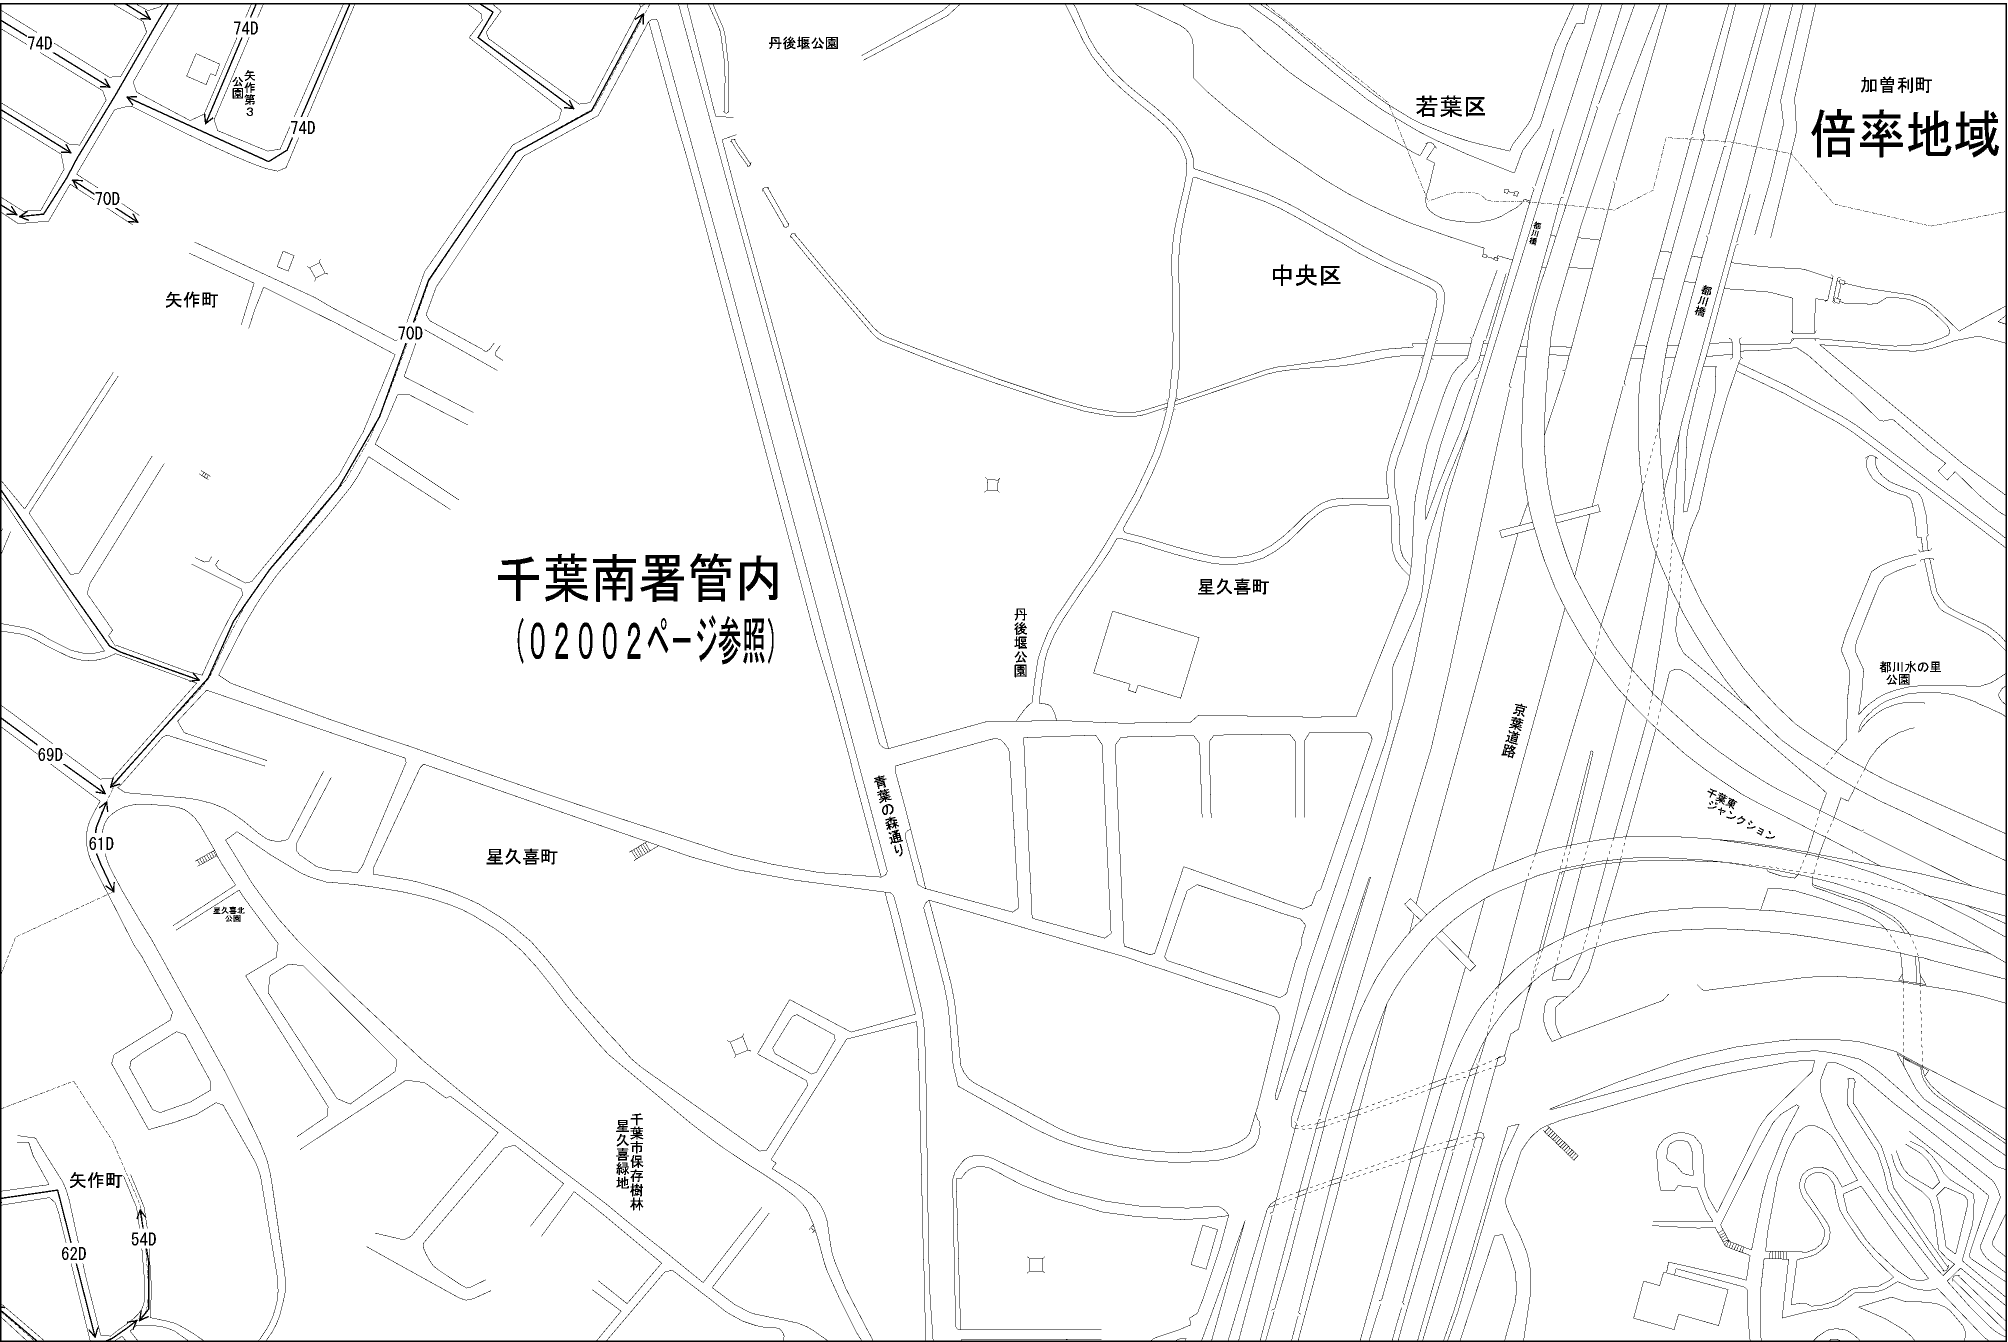 74D
74D
矢作第3
公園
74D
70D
丹後堰公園
若葉区
加曽利町
倍率地域
都川橋
中央区
都川橋
矢作町
70D
千葉南署管内
(02002ページ参照)
星久喜町
丹後堰公園
都川水の里
公園
京葉道路
69D
青葉の森通り
千葉東
ジャンクション
61D
星久喜町
星久喜北
公園
千葉市保存樹林
星久喜緑地
矢作町
62D
54D